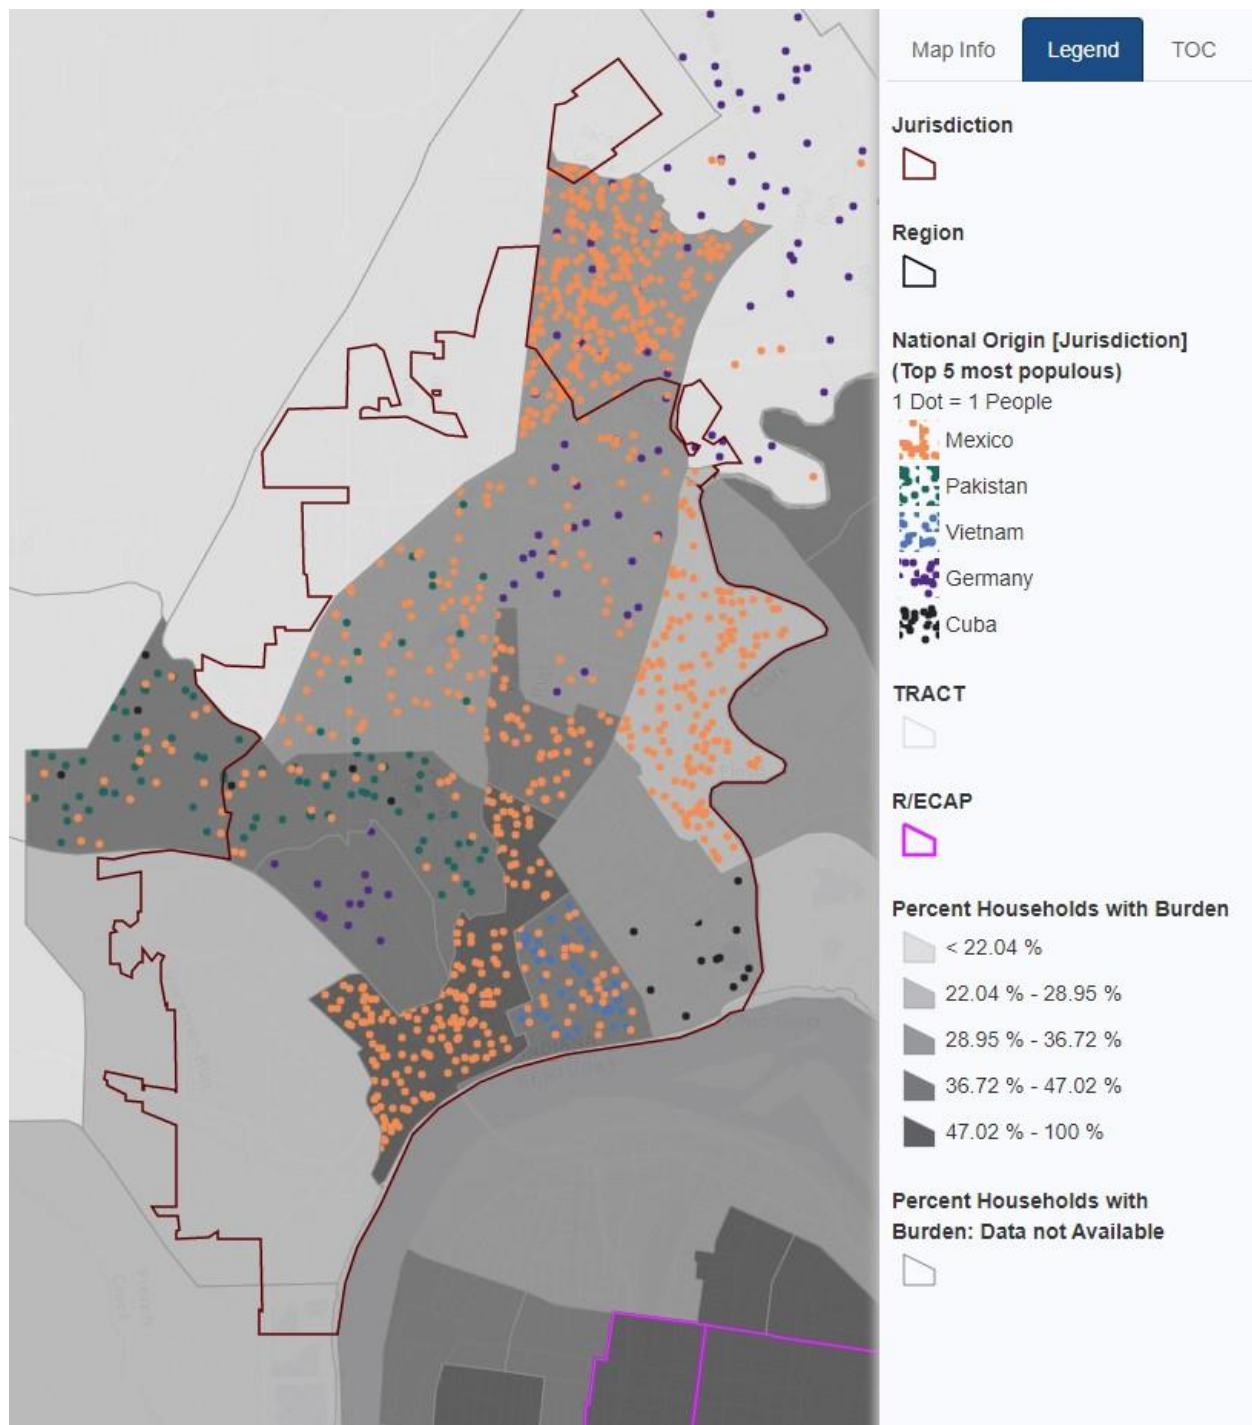 Map Info
Legend
TOC
Jurisdiction
Region
National Origin [Jurisdiction]
(Top 5 most populous)
1 Dot = 1 People
Mexico
Pakistan
Vietnam
Germany
Cuba
TRACT
R/ECAP
Percent Households with Burden
< 22.04 %
22.04 % - 28.95 %
28.95 % - 36.72 %
36.72 % - 47.02 %
47.02 % - 100 %
Percent Households with
Burden: Data not Available